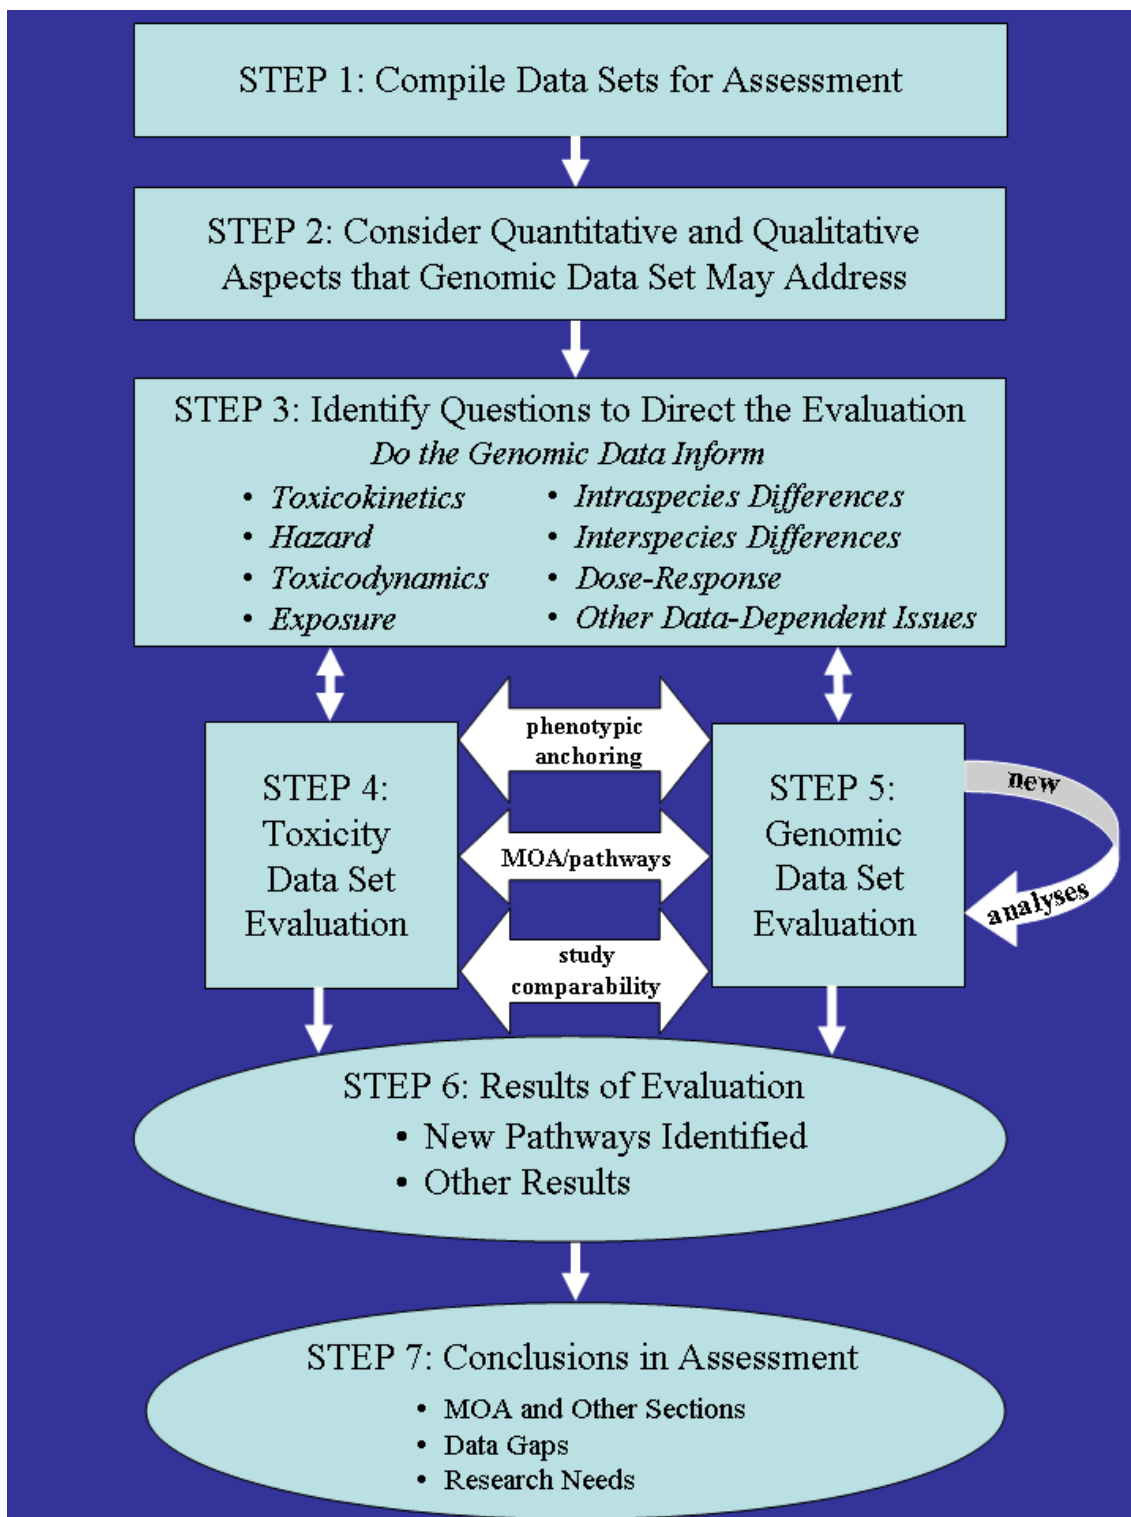 STEP 1: Compile Data Sets for Assessment
STEP 2: Consider Quantitative and Qualitative
Aspects that Genomic Data Set May Address
STEP 3: Identify Questions to Direct the Evaluation
Do the Genomic Data Inform
• Toxicokinetics
• Hazard
• Toxicodynamics
• Exposure
• Intraspecies Differences
• Interspecies Differences
• Dose-Response
• Other Data-Dependent Issues
STEP 4:
Toxicity
Data Set
Evaluation
phenotypic
anchoring
MOA/pathways
study
comparability
STEP 5:
Genomic
Data Set
Evaluation
new
analyses
STEP 6: Results of Evaluation
• New Pathways Identified
• Other Results
STEP 7: Conclusions in Assessment
• MOA and Other Sections
• Data Gaps
• Research Needs